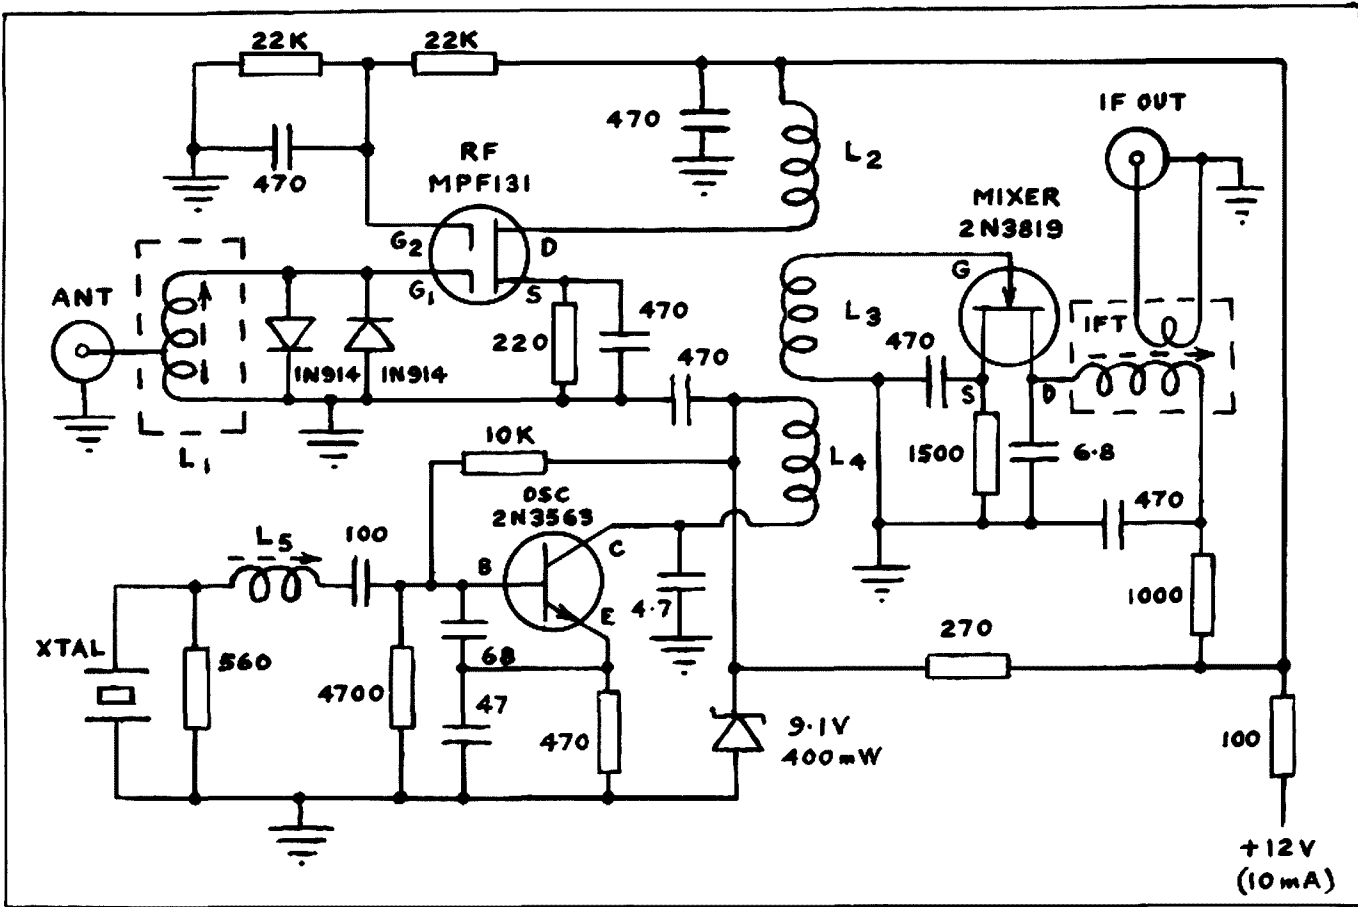 22K
22K
470
IF OUT
470
L2
RF
MPF131
470
MIXER
2N3819
G2
D
G
ANT
G1
S
470
L3
IFT
220
470
470
1N914
1N914
S
D
10K
L4
1500
6.8
L1
OSC
2N3563
470
L5
100
B
C
XTAL
E
4.7
1000
560
68
270
4700
47
470
9.1V
400mW
100
+12V
(10mA)